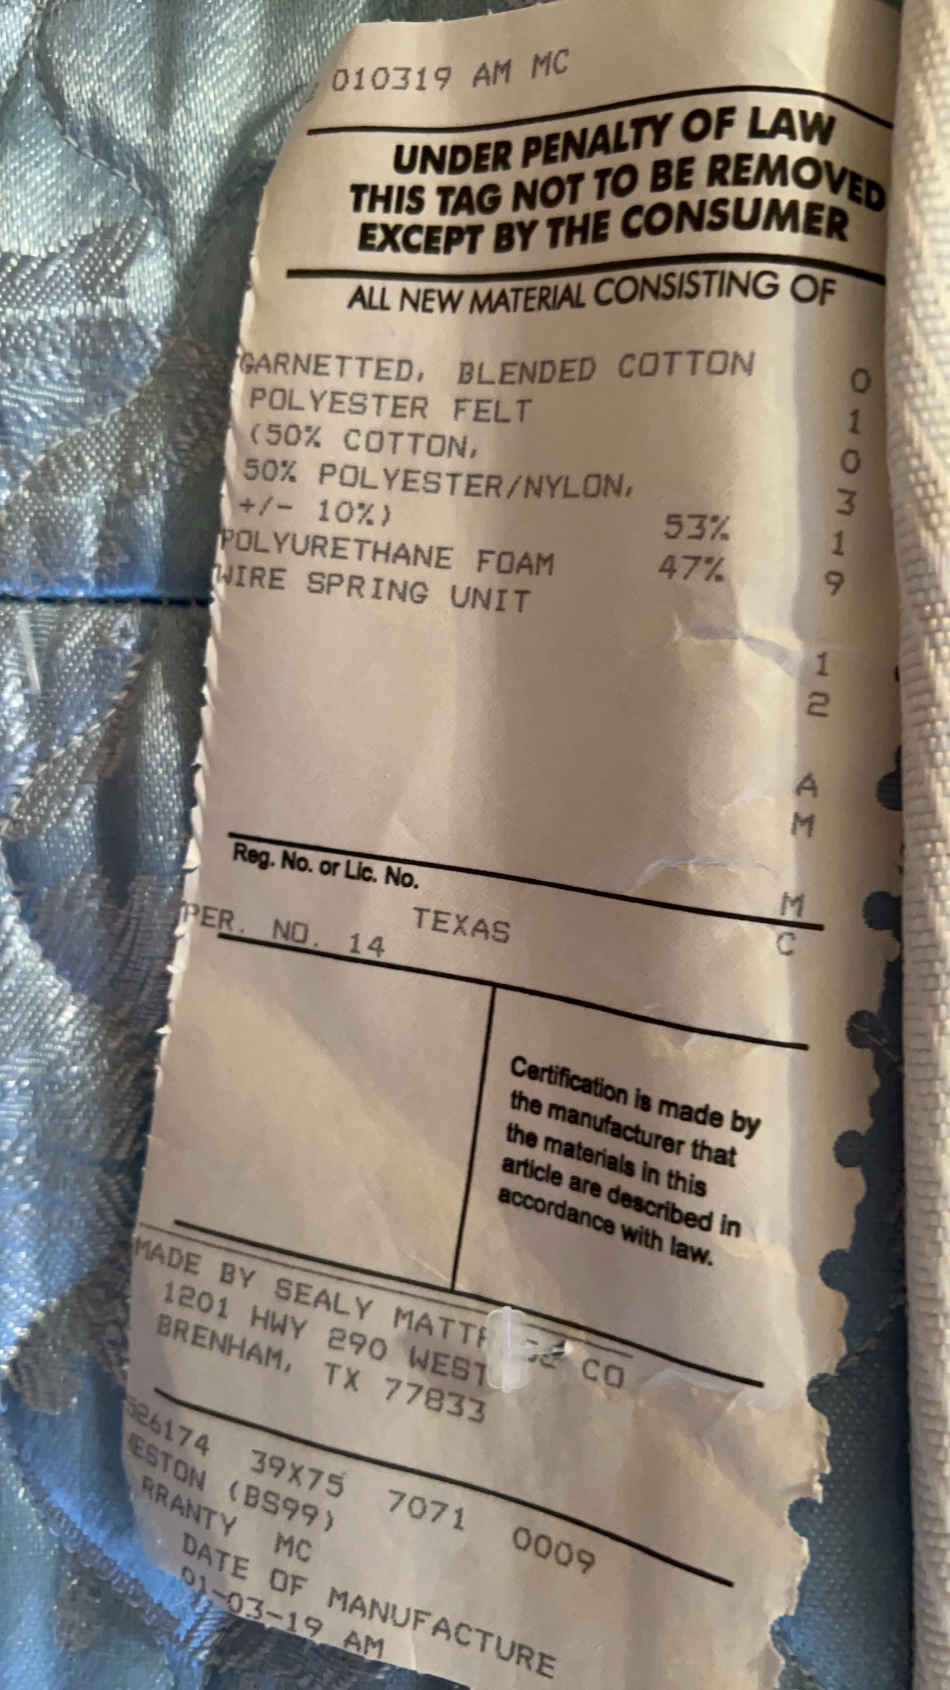 010319 AM MC
UNDER PENALTY OF LAW
THIS TAG NOT TO BE REMOVED
EXCEPT BY THE CONSUMER
ALL NEW MATERIAL CONSISTING OF
GARNETTED, BLENDED COTTON
POLYESTER FELT
(50% COTTON,
50% POLYESTER/NYLON,
+/- 10%) 53%
POLYURETHANE FOAM 47%
WIRE SPRING UNIT
0
1
0
3
1
9
1
2
A
M
M
C
Reg. No. or Lic. No.
TEXAS
PER. NO. 14
Certification is made by
the manufacturer that
the materials in this
article are described in
accordance with law.
MADE BY SEALY CO
1201 HWY 290 WEST
BRENHAM, TX 77833
26174 39X75 7071 0009
ESTON (BS99)
RRANTY MC
DATE OF MANUFACTURE
01-03-19 AM